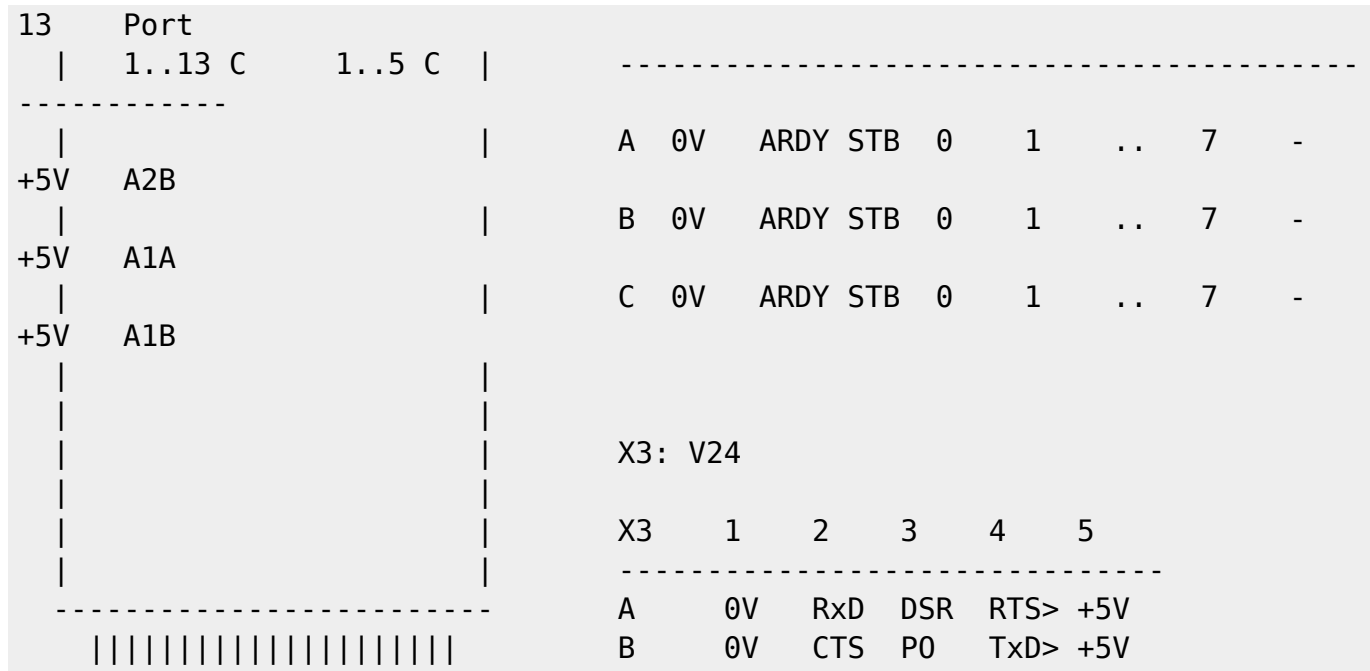 13    Port
  |   1..13 C     1..5 C  |       ------------------------------------------
------------
  |                       |       A  0V   ARDY STB  0    1    ..   7    -
+5V   A2B
  |                       |       B  0V   ARDY STB  0    1    ..   7    -
+5V   A1A
  |                       |       C  0V   ARDY STB  0    1    ..   7    -
+5V   A1B
  |                       |
  |                       |
  |                       |       X3: V24
  |                       |
  |                       |       X3    1    2    3    4    5
  |                       |       -------------------------------
  -------------------------       A     0V   RxD  DSR  RTS> +5V
    |||||||||||||||||||||         B     0V   CTS  PO   TxD> +5V